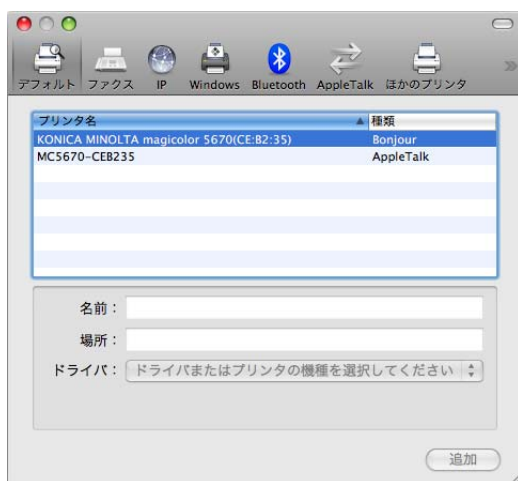 デフォルト ファクス IP Windows Bluetooth AppleTalk ほかのプリンタ
プリンタ名 種類
KONICA MINOLTA magicolor 5670(CE:B2:35) Bonjour
MC5670-CEB235 AppleTalk
名前：
場所：
ドライバ： ドライバまたはプリンタの機種を選択してください
追加